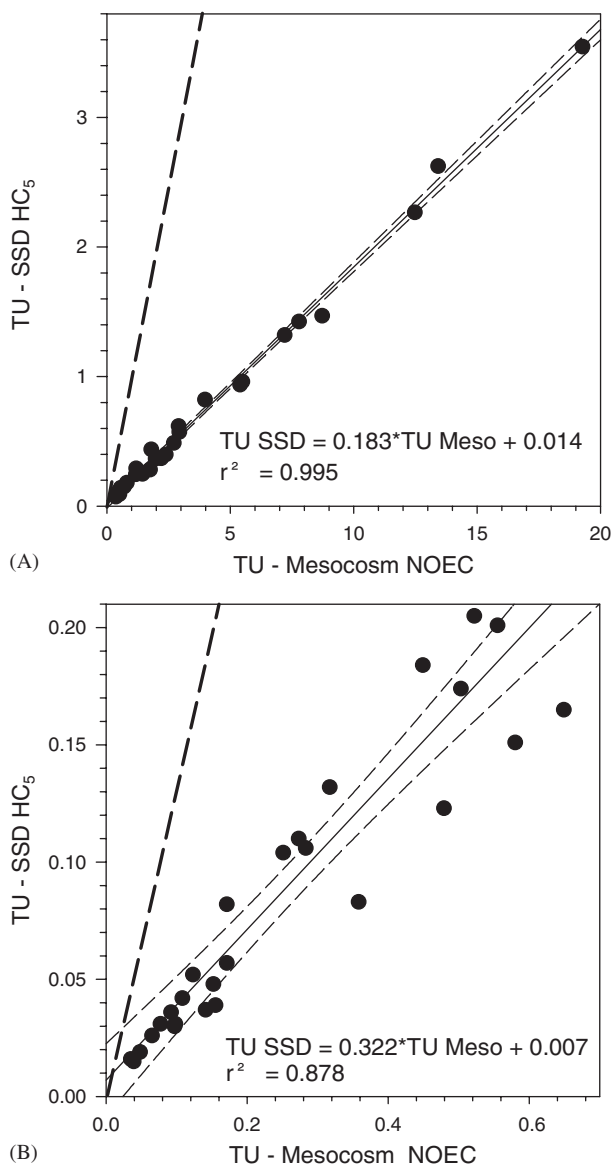 3
2
1
0
TU - SSD HC₅
TU SSD = 0.183*TU Meso + 0.014
r² = 0.995
0 5 10 15 20
(A)
TU - Mesocosm NOEC
0.20
0.15
0.10
0.05
0.00
TU - SSD HC₅
TU SSD = 0.322*TU Meso + 0.007
r² = 0.878
0.0 0.2 0.4 0.6
(B)
TU - Mesocosm NOEC